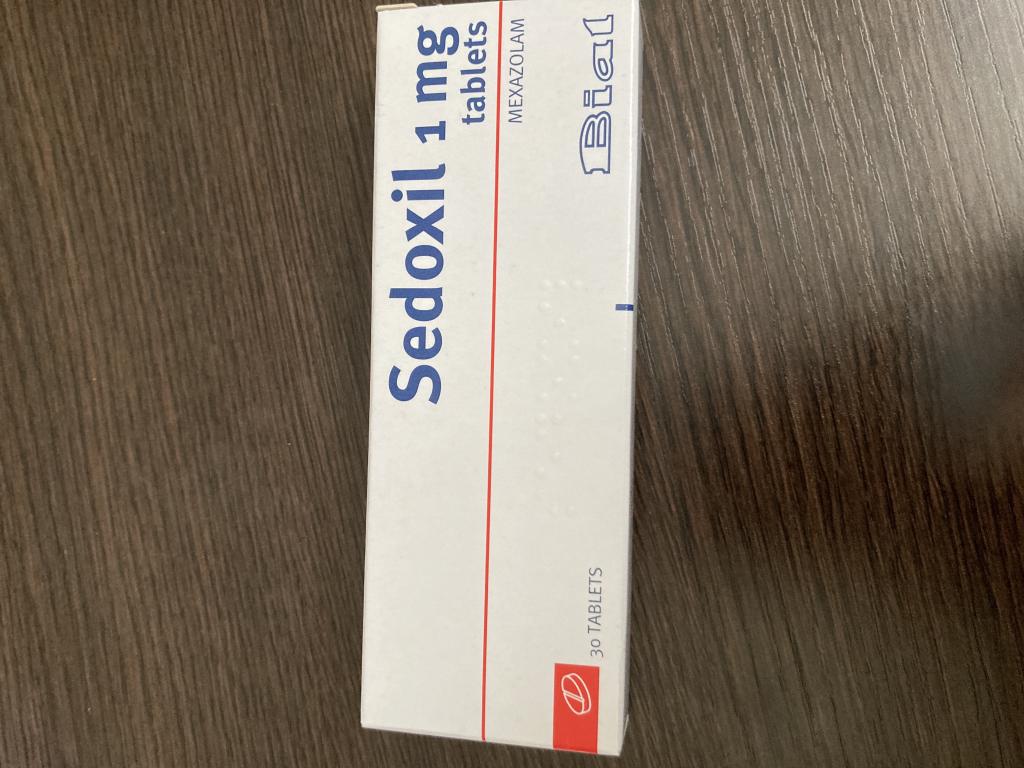 Sedoxil 1 mg
tablets
MEXAZOLAM
Bial
30 TABLETS